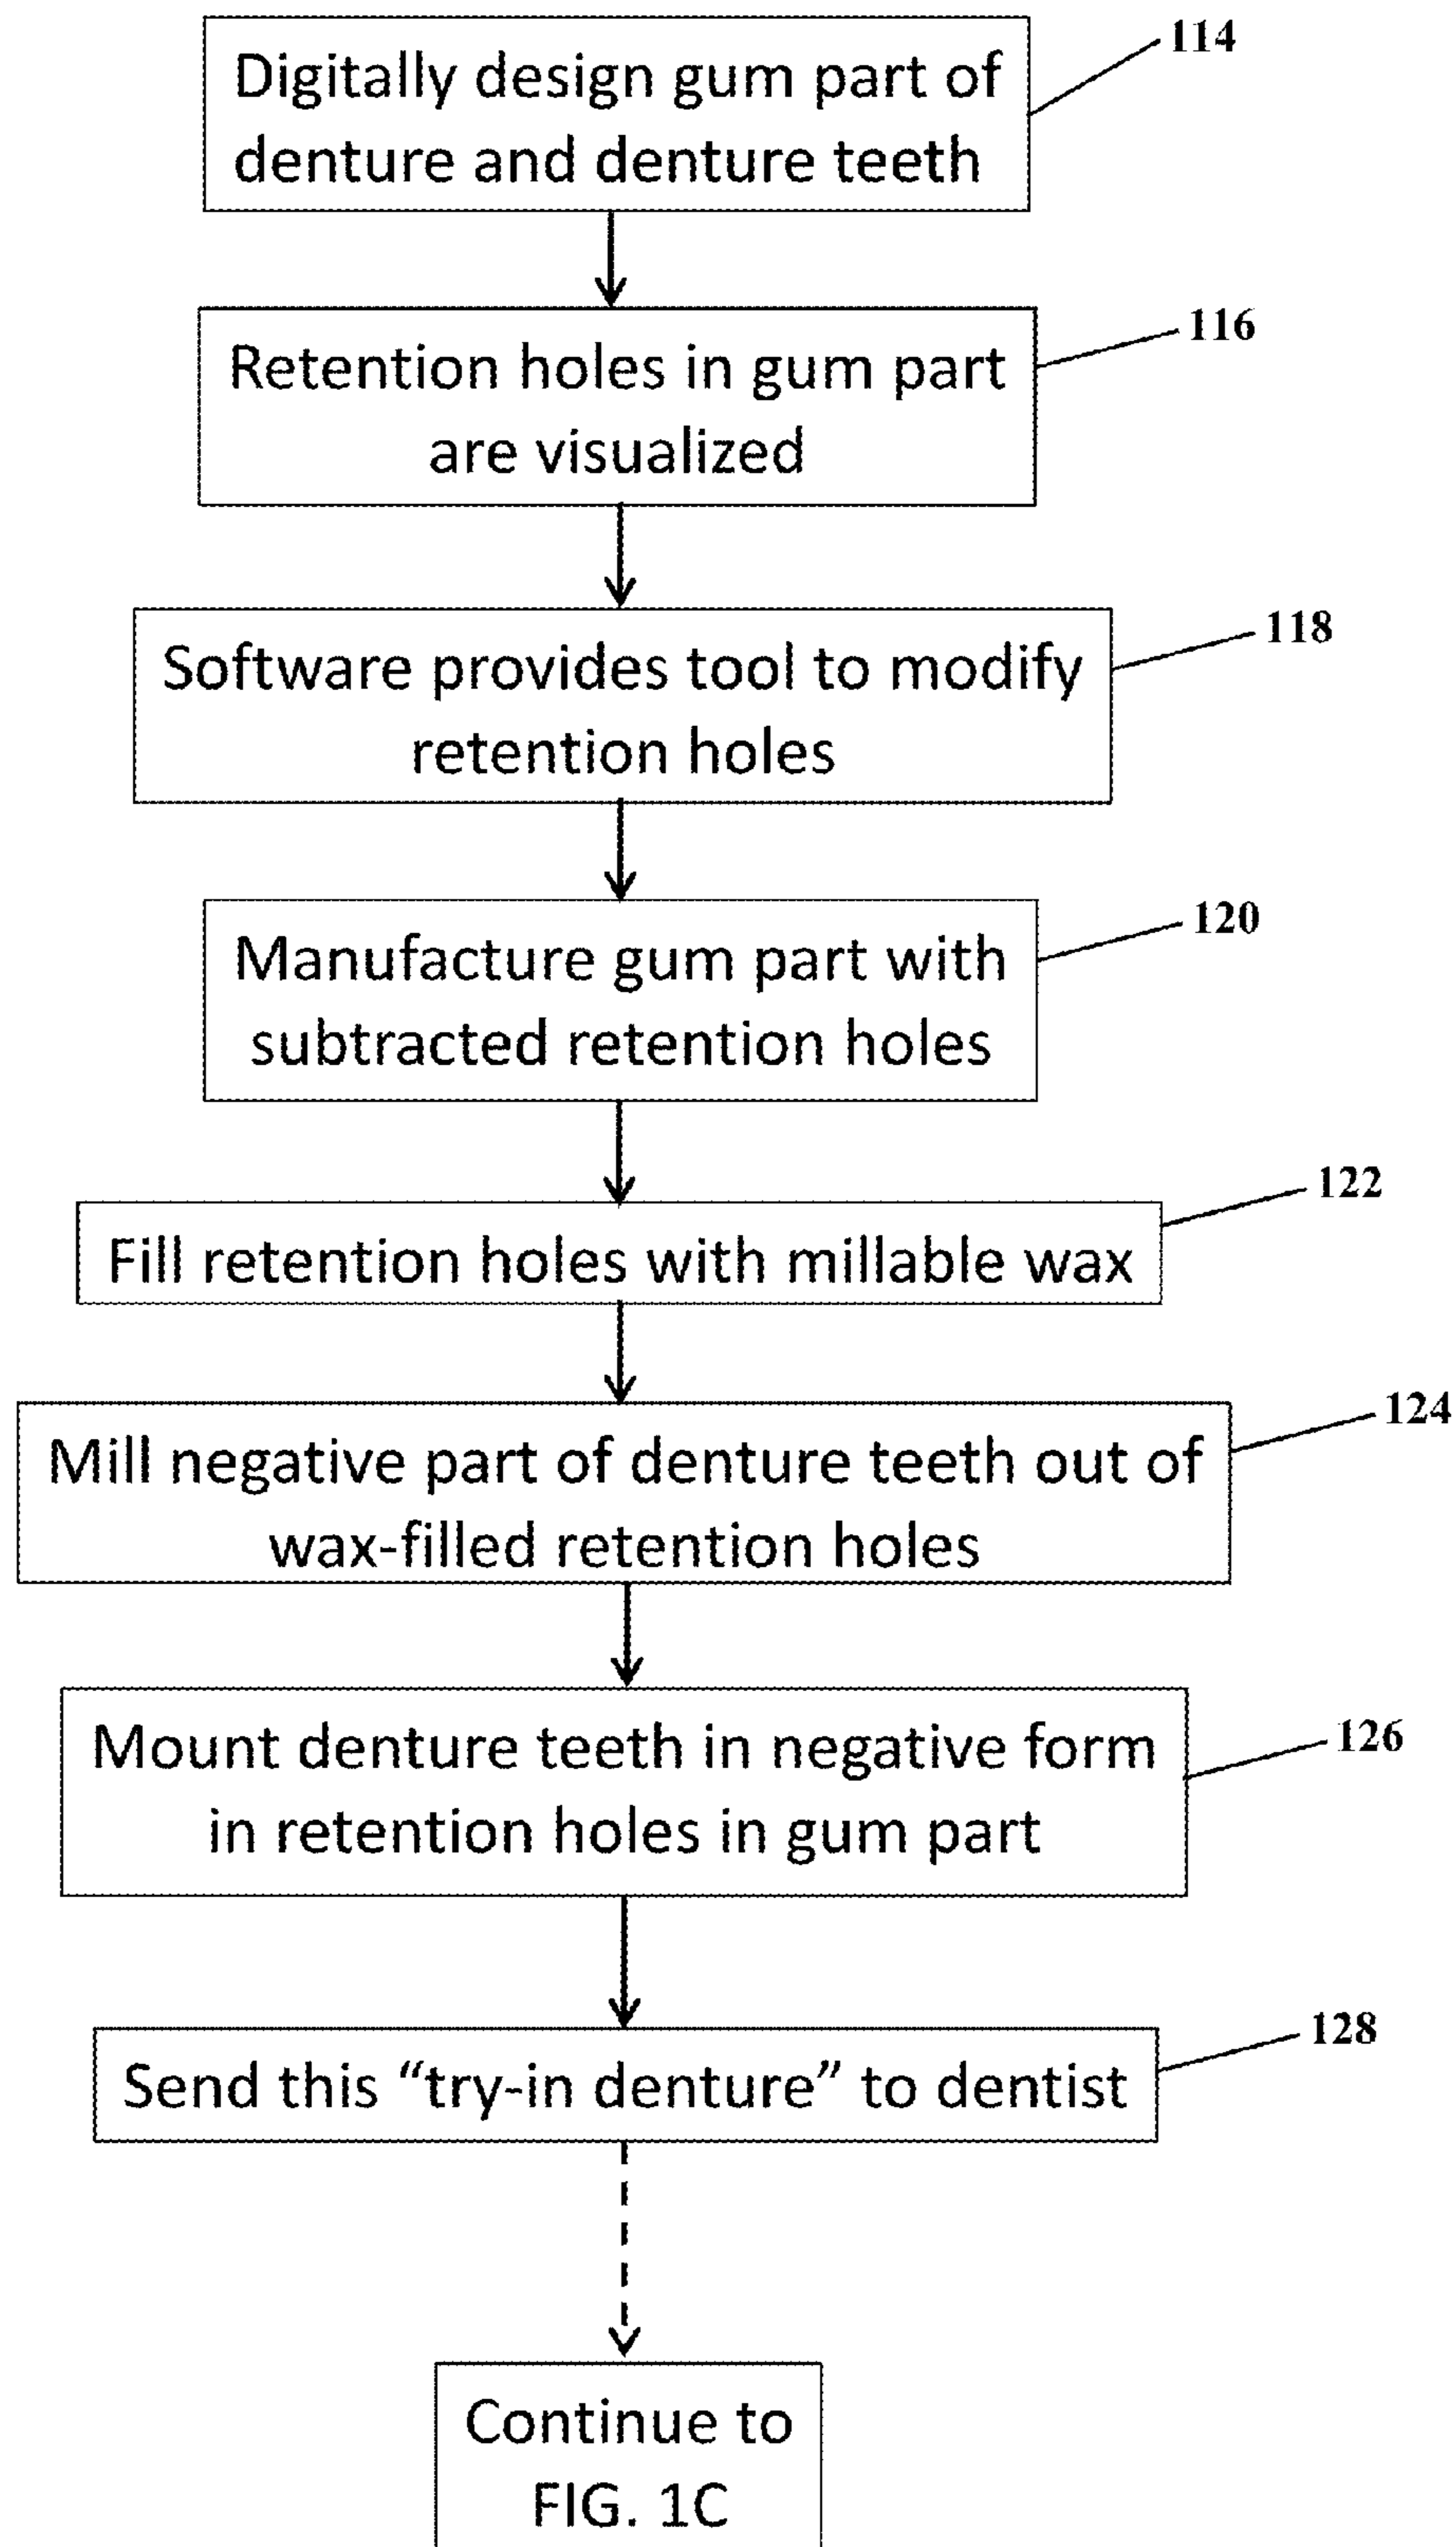 114
Digitally design gum part of
denture and denture teeth
116
Retention holes in gum part
are visualized
118
Software provides tool to modify
retention holes
120
Manufacture gum part with
subtracted retention holes
122
Fill retention holes with millable wax
124
Mill negative part of denture teeth out of
wax-filled retention holes
126
Mount denture teeth in negative form
in retention holes in gum part
128
Send this “try-in denture” to dentist
Continue to
FIG. 1C